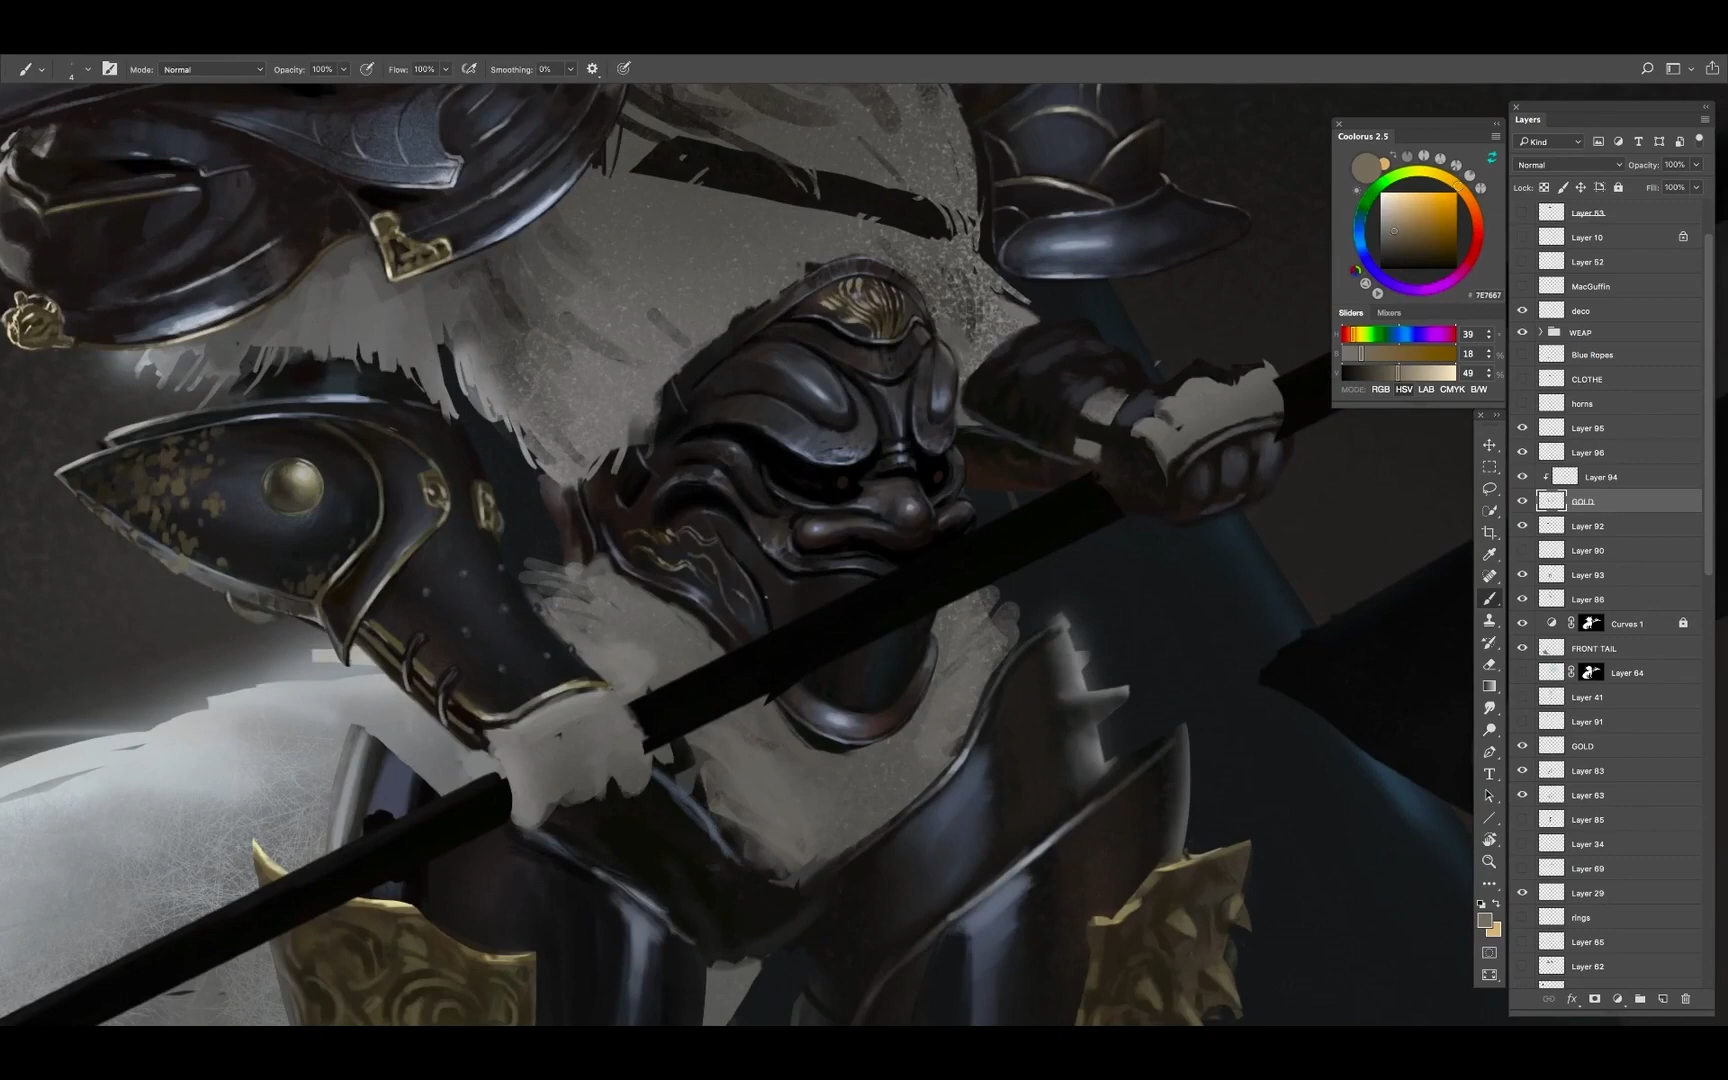 4
Mode: Normal
Opacity: 100%
Flow: 100%
Smoothing: 0%
Coolorus 2.5
# 7E7667
Sliders
Mixers
H
39
°
18
%
V
49
%
MODE: RGB HSV LAB CMYK B/W
Layers
Kind
Normal
Opacity: 100%
Lock:
Fill: 100%
Layer 53
Layer 10
Layer 52
MacGuffin
deco
WEAP
Blue Ropes
CLOTHE
horns
Layer 95
Layer 96
Layer 94
GOLD
Layer 92
Layer 90
Layer 93
Layer 86
Curves 1
FRONT TAIL
Layer 64
Layer 41
Layer 91
GOLD
Layer 83
Layer 63
Layer 85
Layer 34
Layer 69
Layer 29
rings
Layer 65
Layer 62
fx